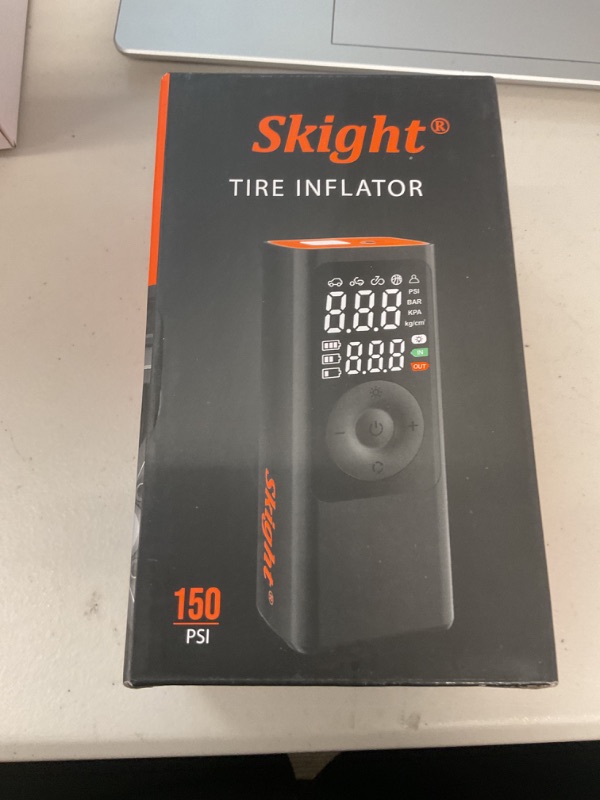 Skight®
TIRE INFLATOR
8.8.8
PSI
BAR
KPA
kg/cm²
8.8.8
IN
OUT
Skight®
150
PSI